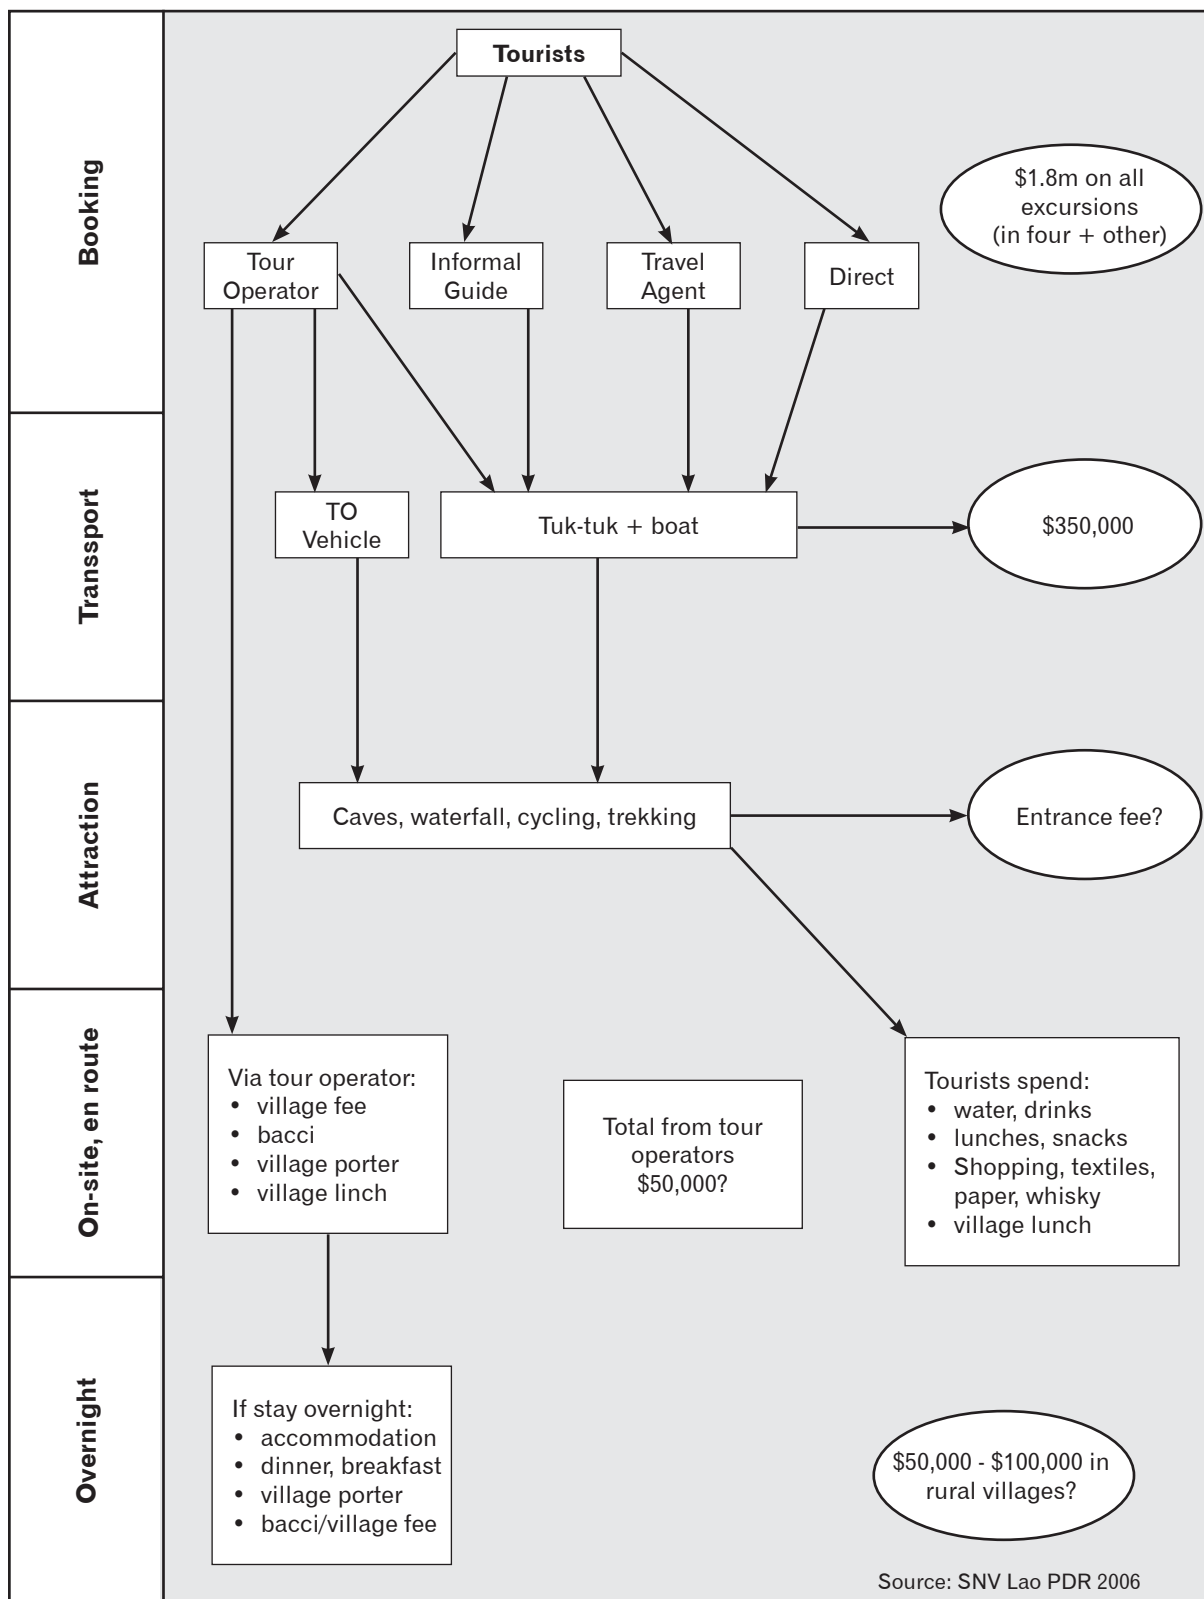 Booking
Tourists
$1.8m on all
excursions
(in four + other)
Tour
Operator
Informal
Guide
Travel
Agent
Direct
Transsport
TO
Vehicle
Tuk-tuk + boat
$350,000
Attraction
Caves, waterfall, cycling, trekking
Entrance fee?
On-site, en route
Via tour operator:
• village fee
• bacci
• village porter
• village linch
Total from tour
operators
$50,000?
Tourists spend:
• water, drinks
• lunches, snacks
• Shopping, textiles,
paper, whisky
• village lunch
Overnight
If stay overnight:
• accommodation
• dinner, breakfast
• village porter
• bacci/village fee
$50,000 - $100,000 in
rural villages?
Source: SNV Lao PDR 2006